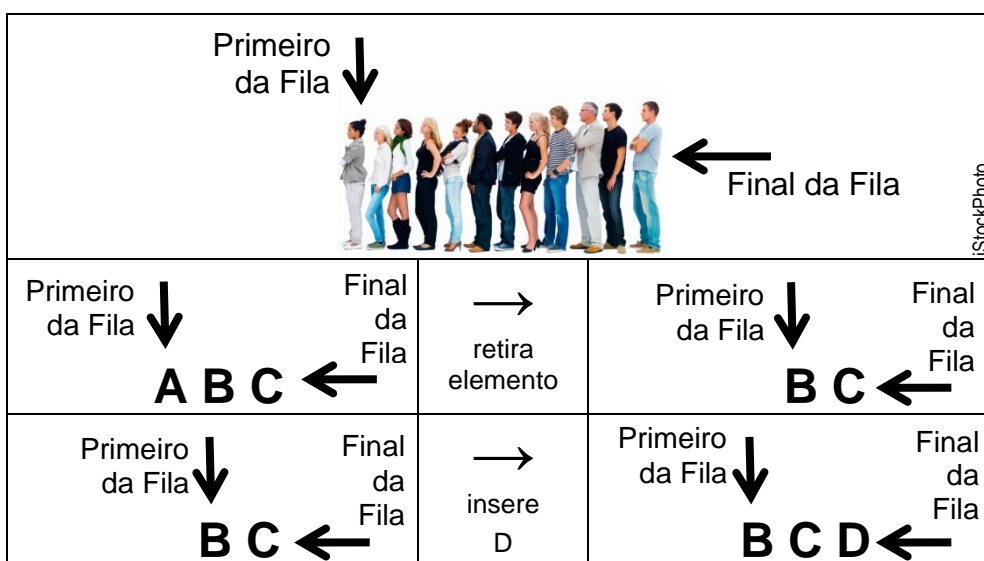 Primeiro
da Fila
Final da Fila
iStockPhoto
Primeiro
da Fila
Final
da
Fila
A B C
→
retira
elemento
Primeiro
da Fila
Final
da
Fila
B C
Primeiro
da Fila
Final
da
Fila
B C
→
insere
D
Primeiro
da Fila
Final
da
Fila
B C D